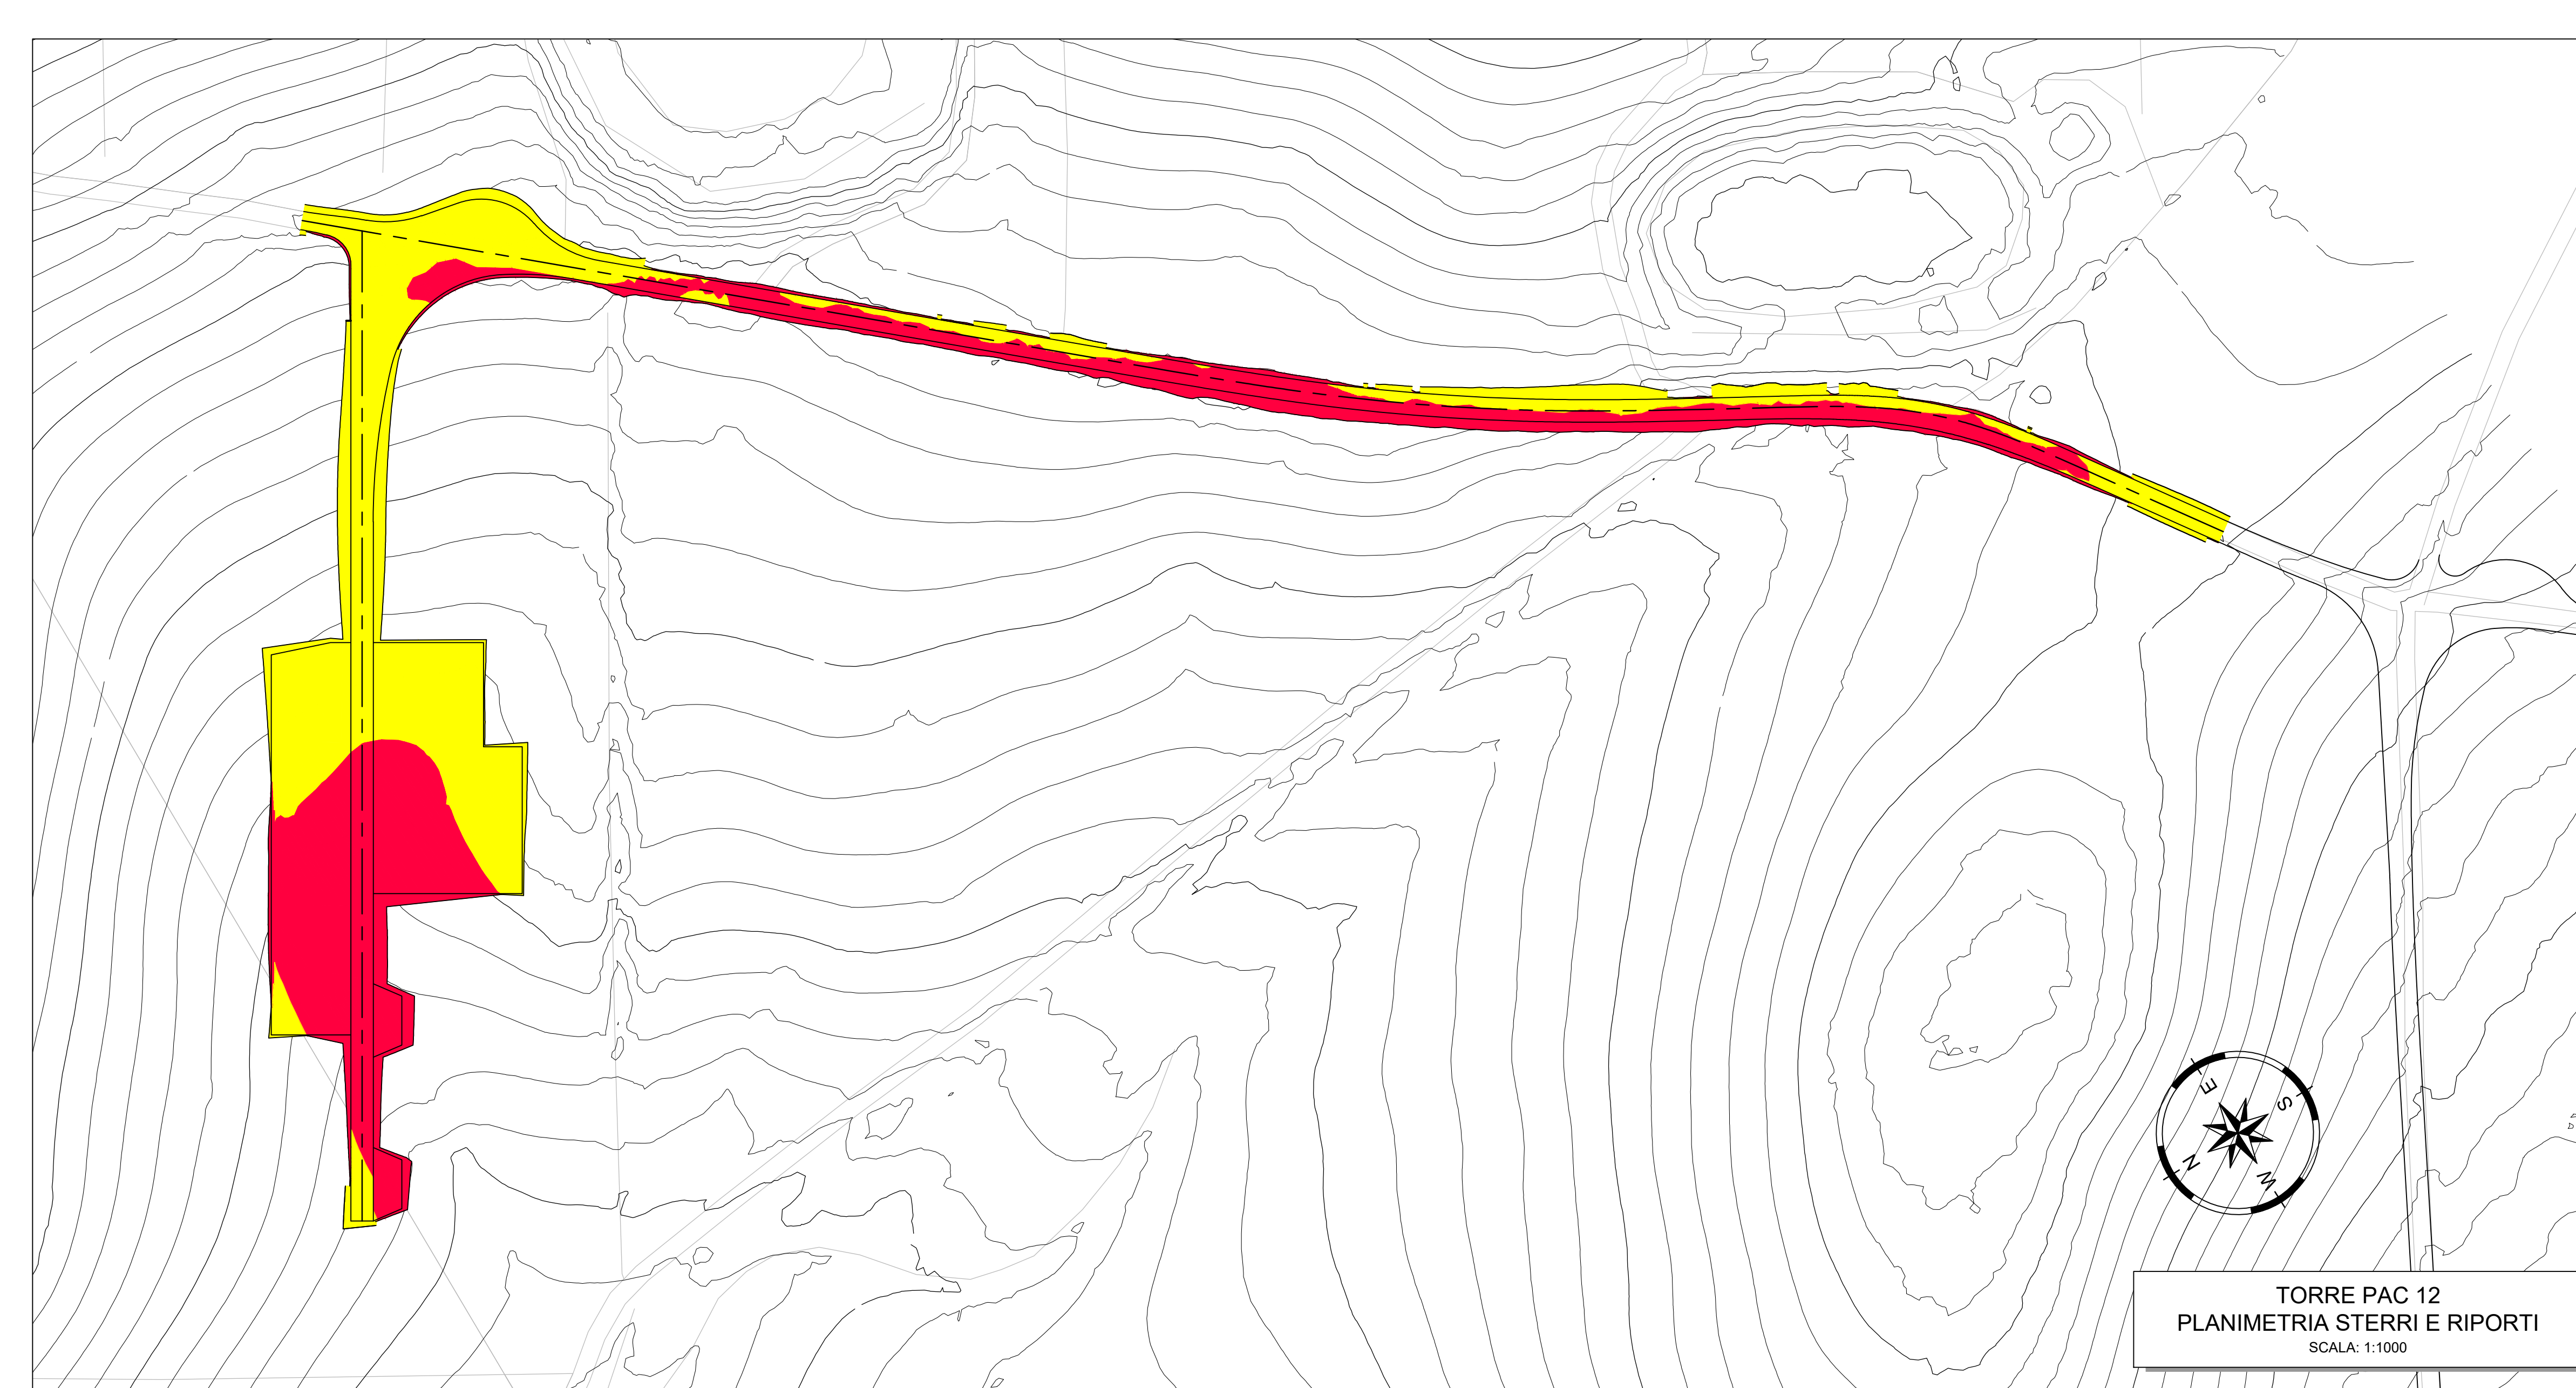 E
S
N
W
TORRE PAC 12
PLANIMETRIA STERRI E RIPORTI
SCALA: 1:1000